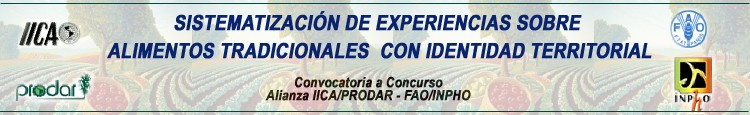 IICA
SISTEMATIZACIÓN DE EXPERIENCIAS SOBRE
ALIMENTOS TRADICIONALES CON IDENTIDAD TERRITORIAL
prodar
Convocatoria a Concurso
Alianza IICA/PRODAR - FAO/INPHO
INPhO